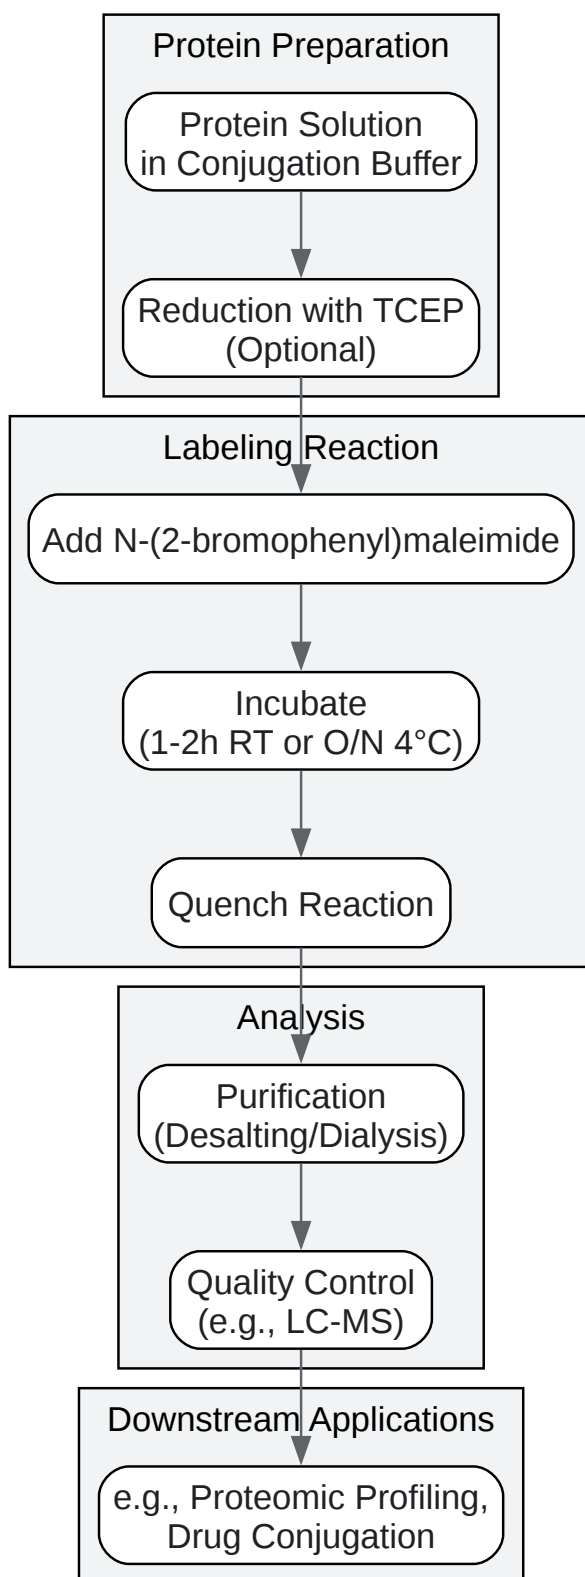 Protein Preparation
Protein Solution
in Conjugation Buffer
Reduction with TCEP
(Optional)
Labeling Reaction
Add N-(2-bromophenyl)maleimide
Incubate
(1-2h RT or O/N 4°C)
Quench Reaction
Analysis
Purification
(Desalting/Dialysis)
Quality Control
(e.g., LC-MS)
Downstream Applications
e.g., Proteomic Profiling,
Drug Conjugation